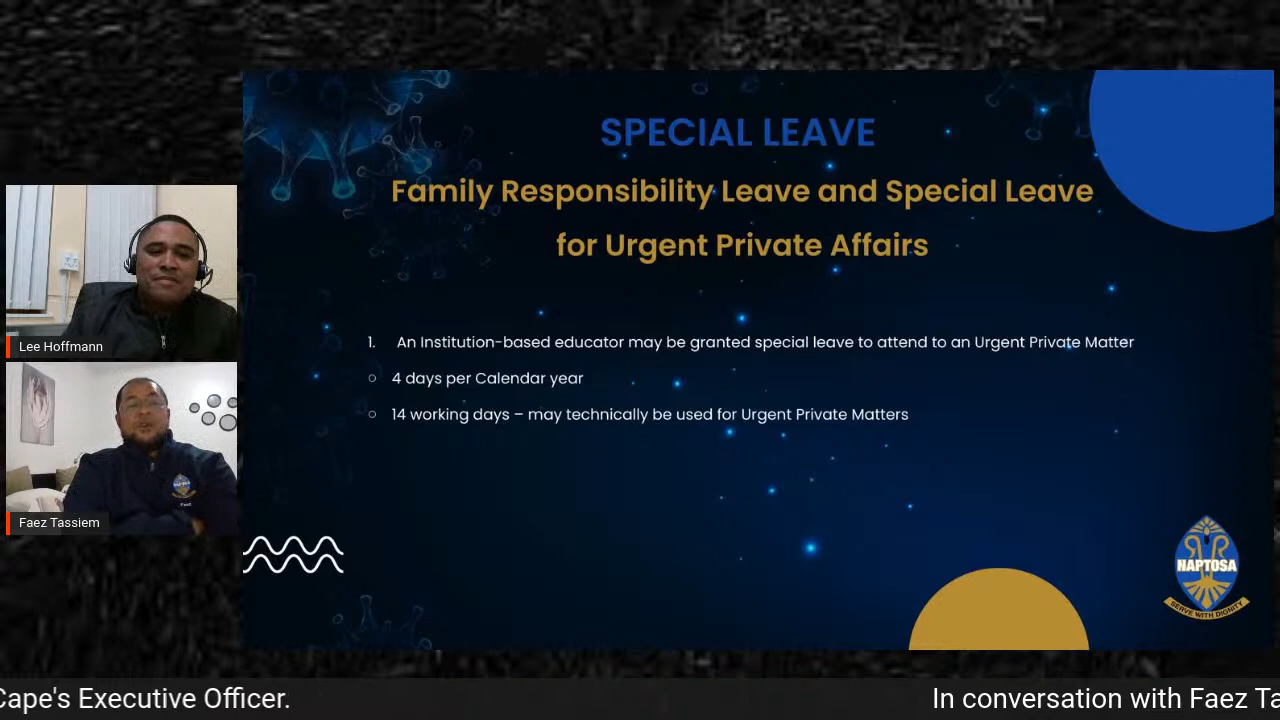 SPECIAL LEAVE
Family Responsibility Leave and Special Leave
for Urgent Private Affairs
1. An Institution-based educator may be granted special leave to attend to an Urgent Private Matter
○ 4 days per Calendar year
○ 14 working days – may technically be used for Urgent Private Matters
Lee Hoffmann
Faez Tassiem
Faez
NAPTOSA
SERVE WITH DIGNITY
Cape's Executive Officer.
In conversation with Faez Ta